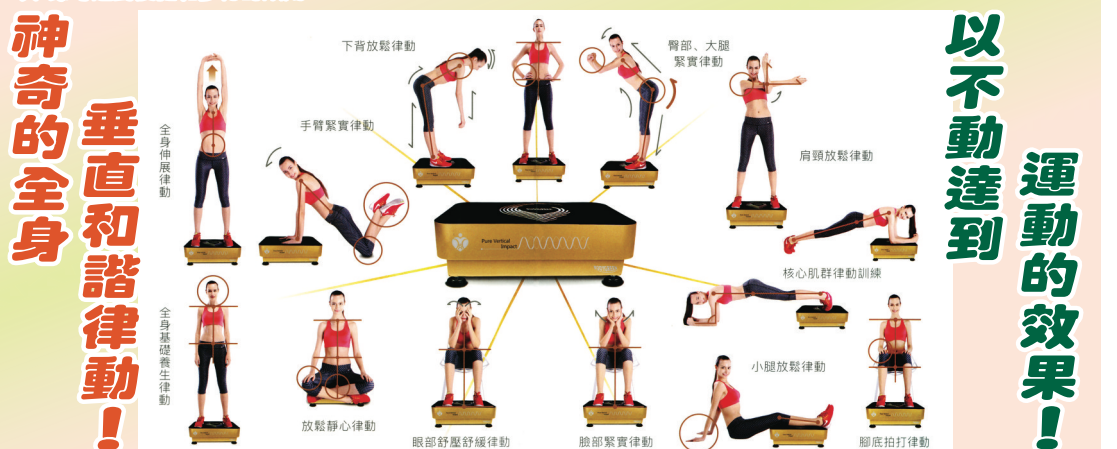 神奇的全身
垂直和諧律動！
以不動達到
運動的效果！
下背放鬆律動
臀部、大腿
緊實律動
手臂緊實律動
全身伸展律動
肩頸放鬆律動
Pure Vertical
Impact
核心肌群律動訓練
全身基礎養生律動
小腿放鬆律動
放鬆靜心律動
眼部舒壓舒緩律動
臉部緊實律動
腳底拍打律動